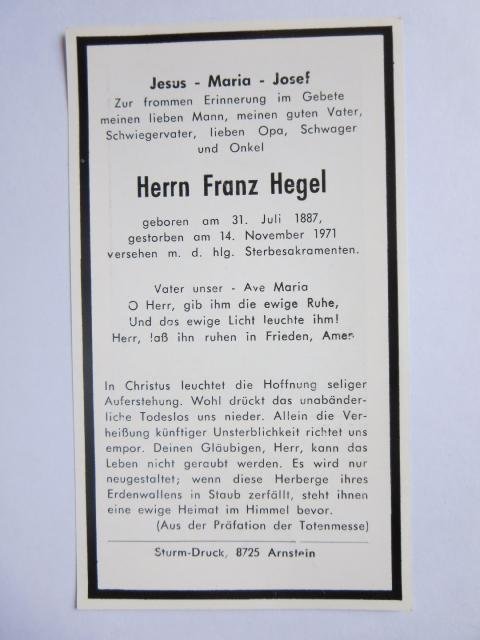 Jesus - Maria - Josef
Zur frommen Erinnerung im Gebete
meinen lieben Mann, meinen guten Vater,
Schwiegervater, lieben Opa, Schwager
und Onkel
Herrn Franz Hegel
geboren am 31. Juli 1887,
gestorben am 14. November 1971
versehen m. d. hlg. Sterbesakramenten.
Vater unser - Ave Maria
O Herr, gib ihm die ewige Ruhe,
Und das ewige Licht leuchte ihm!
Herr, laß ihn ruhen in Frieden, Amen
In Christus leuchtet die Hoffnung seliger
Auferstehung. Wohl drückt das unabänder-
liche Todeslos uns nieder. Allein die Ver-
heißung künftiger Unsterblichkeit richtet uns
empor. Deinen Gläubigen, Herr, kann das
Leben nicht geraubt werden. Es wird nur
neugestaltet; wenn diese Herberge ihres
Erdenwallens in Staub zerfällt, steht ihnen
eine ewige Heimat im Himmel bevor.
(Aus der Präfation der Totenmesse)
Sturm-Druck, 8725 Arnstein